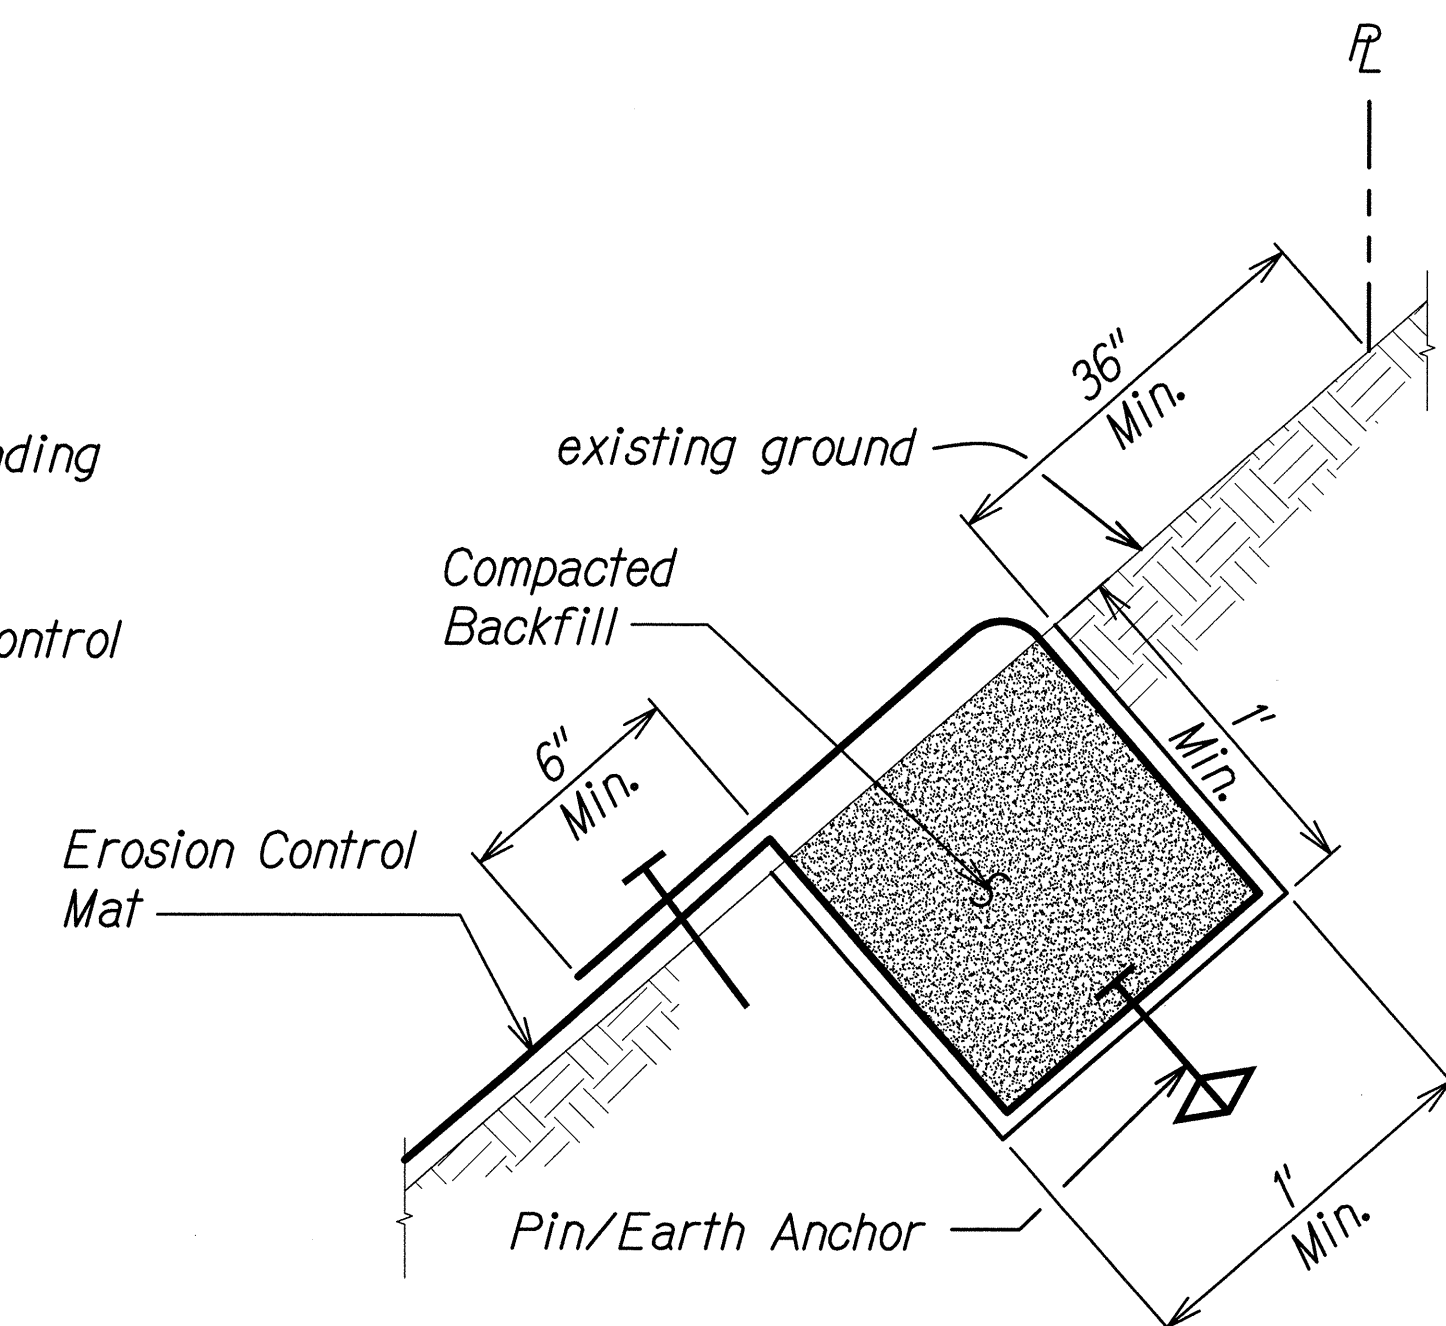 PL
36"
Min.
existing ground
Compacted
Backfill
6"
Min.
1'
Min.
Erosion Control
Mat
Pin/Earth Anchor
1'
Min.
ontrol